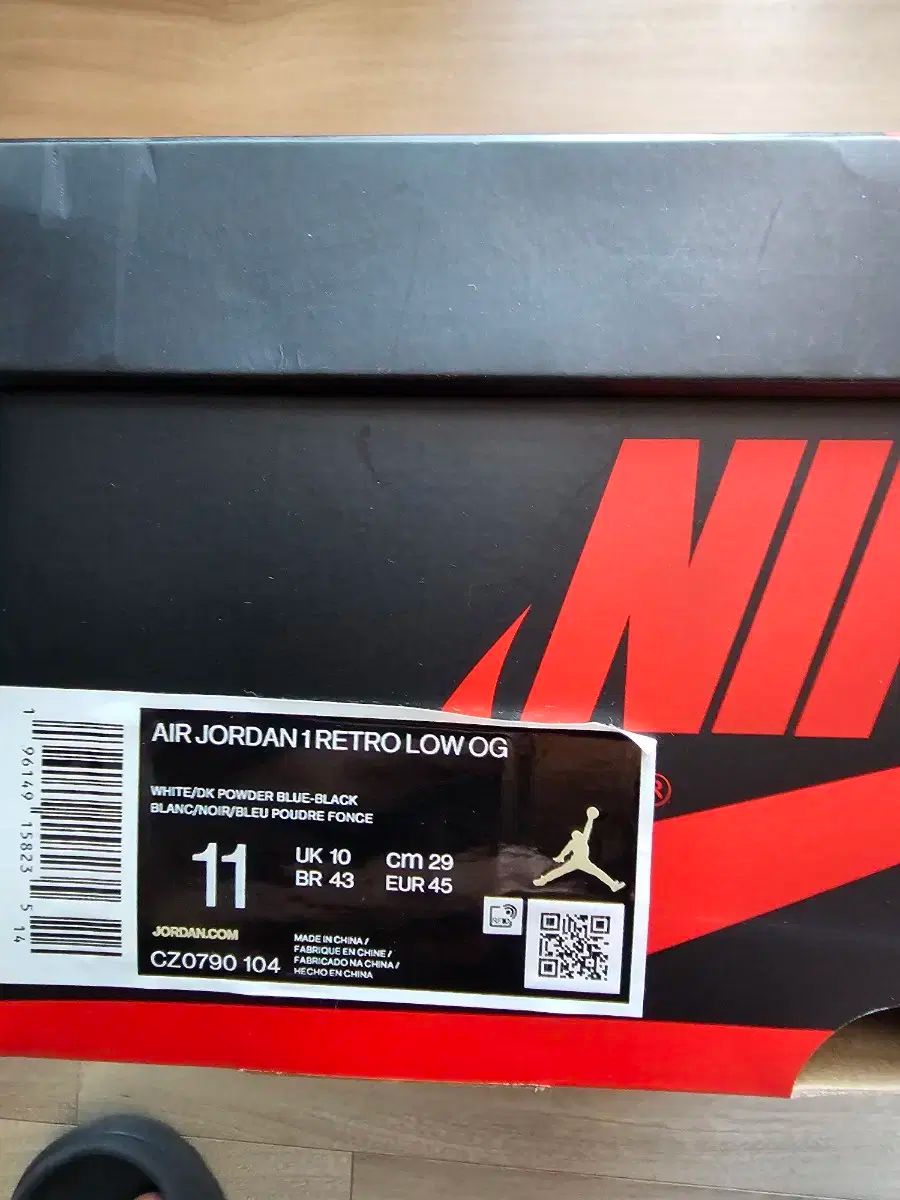 NIK
®
AIR JORDAN 1 RETRO LOW OG
WHITE/DK POWDER BLUE-BLACK
BLANC/NOIR/BLEU POUDRE FONCE
11
UK 10
cm 29
BR 43
EUR 45
JORDAN.COM
CZ0790 104
MADE IN CHINA /
FABRIQUE EN CHINE /
FABRICADO NA CHINA /
HECHO EN CHINA
1 96149 15823 5 14